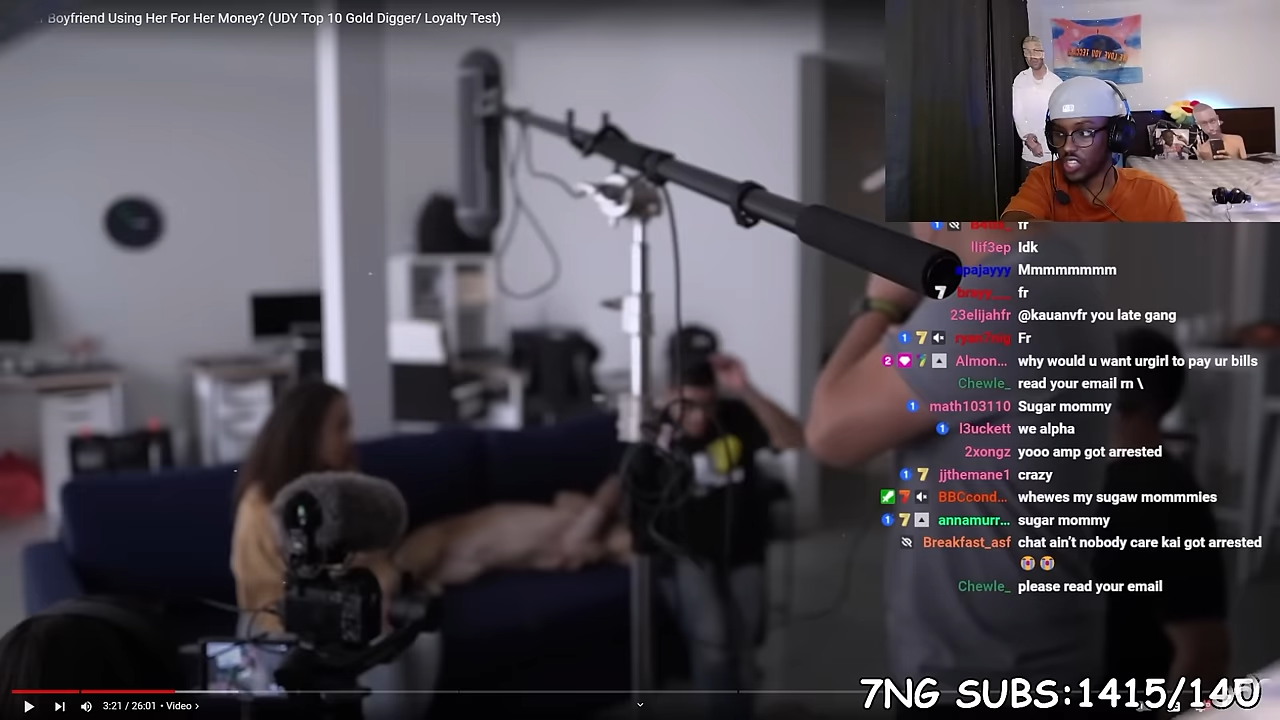 Boyfriend Using Her For Her Money? (UDY Top 10 Gold Digger/ Loyalty Test)
fr
llif3ep Idk
apajayyy Mmmmmmmm
fr
23elijahfr @kauanvfr you late gang
ryan7ng Fr
Almon... why would u want urgirl to pay ur bills
Chewle_ read your email rn \
math103110 Sugar mommy
l3uckett we alpha
2xongz yooo amp got arrested
jjthemane1 crazy
BBCcond... whewes my sugaw mommmies
annamurr... sugar mommy
Breakfast_asf chat ain't nobody care kai got arrested
😭 😭
Chewle_ please read your email
7NG SUBS:1415/140
3:21 / 26:01 • Video ›